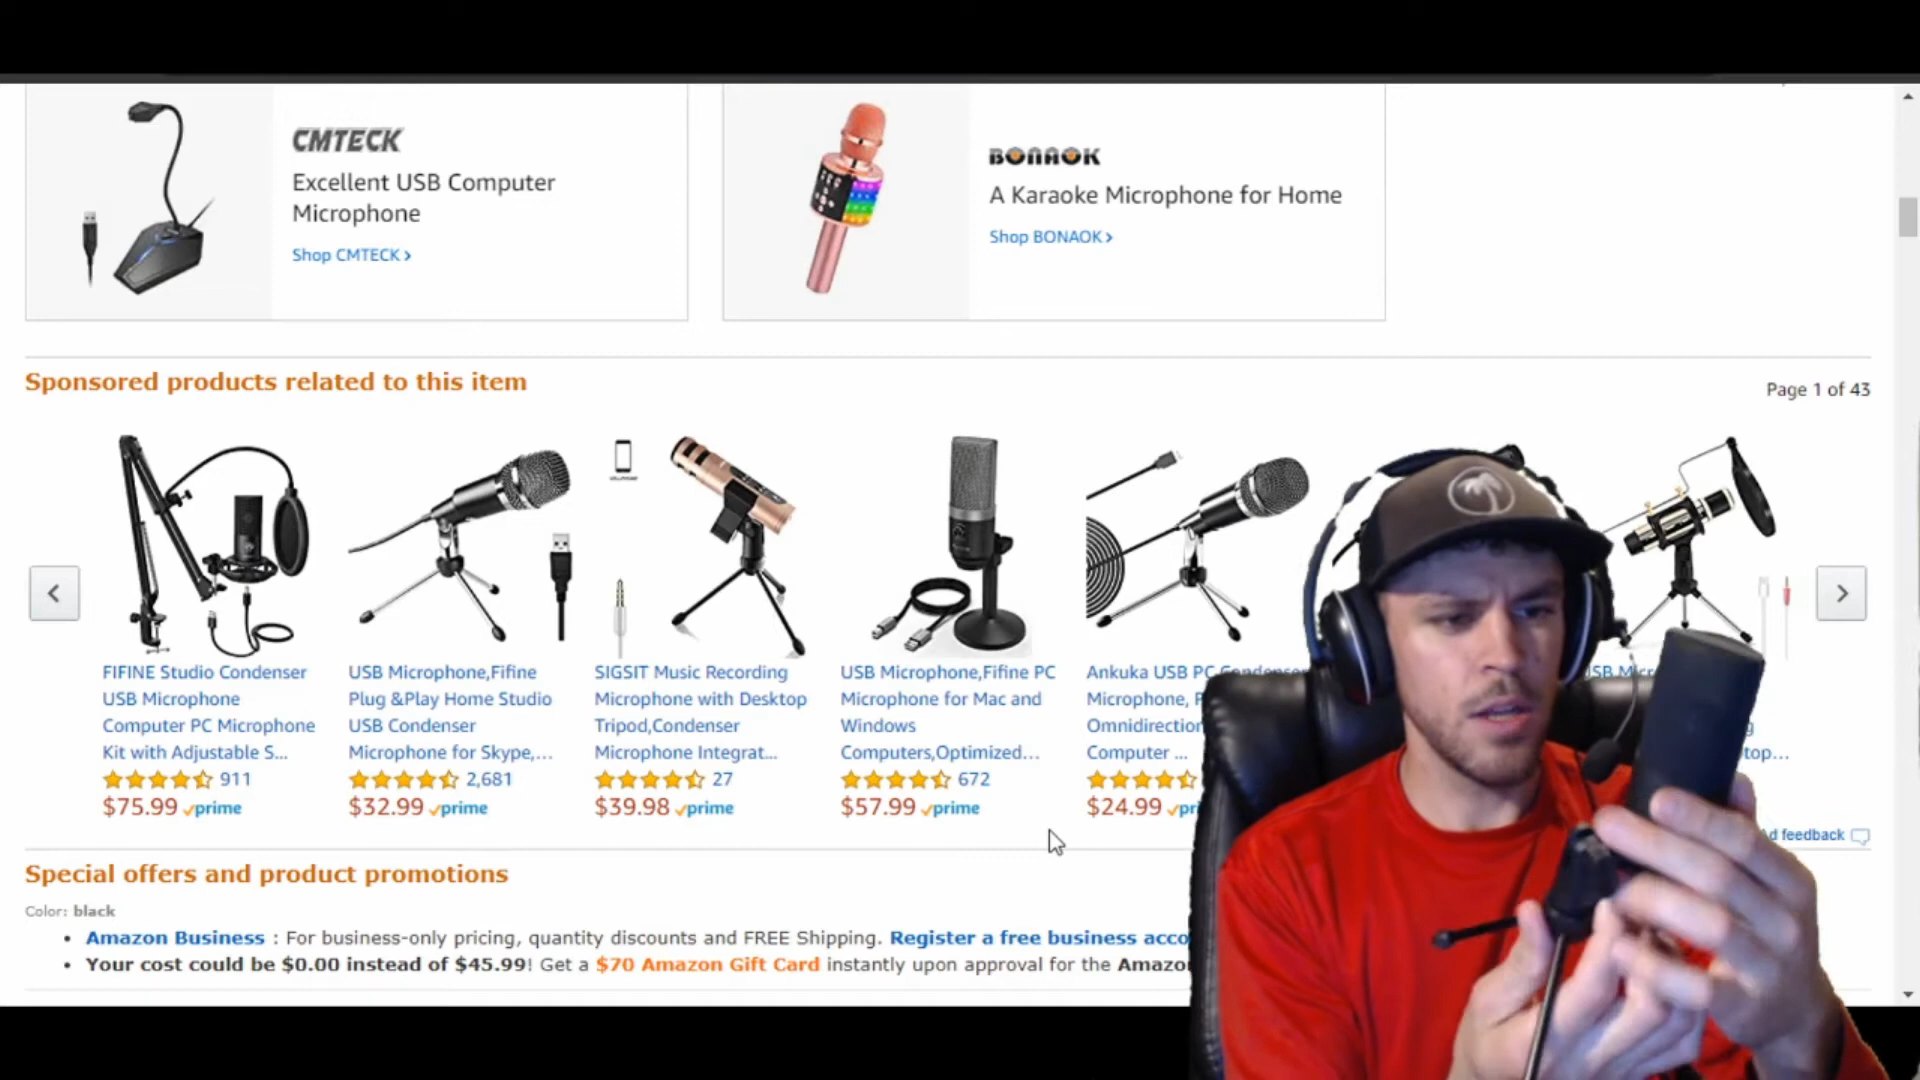 CMTECK
Excellent USB Computer
Microphone
Shop CMTECK ›
BONAOK
A Karaoke Microphone for Home
Shop BONAOK ›
Sponsored products related to this item
Page 1 of 43
FIFINE Studio Condenser
USB Microphone
Computer PC Microphone
Kit with Adjustable S...
911
$75.99 prime
USB Microphone,Fifine
Plug &Play Home Studio
USB Condenser
Microphone for Skype,...
2,681
$32.99 prime
SIGSIT Music Recording
Microphone with Desktop
Tripod,Condenser
Microphone Integrat...
27
$39.98 prime
USB Microphone,Fifine PC
Microphone for Mac and
Windows
Computers,Optimized...
672
$57.99 prime
Ankuka USB PC Condenser
Microphone,
Computer ...
$24.99
USB
feedback
Special offers and product promotions
Color: black
Amazon Business : For business-only pricing, quantity discounts and FREE Shipping. Register a free business
Your cost could be $0.00 instead of $45.99! Get a $70 Amazon Gift Card instantly upon approval for the